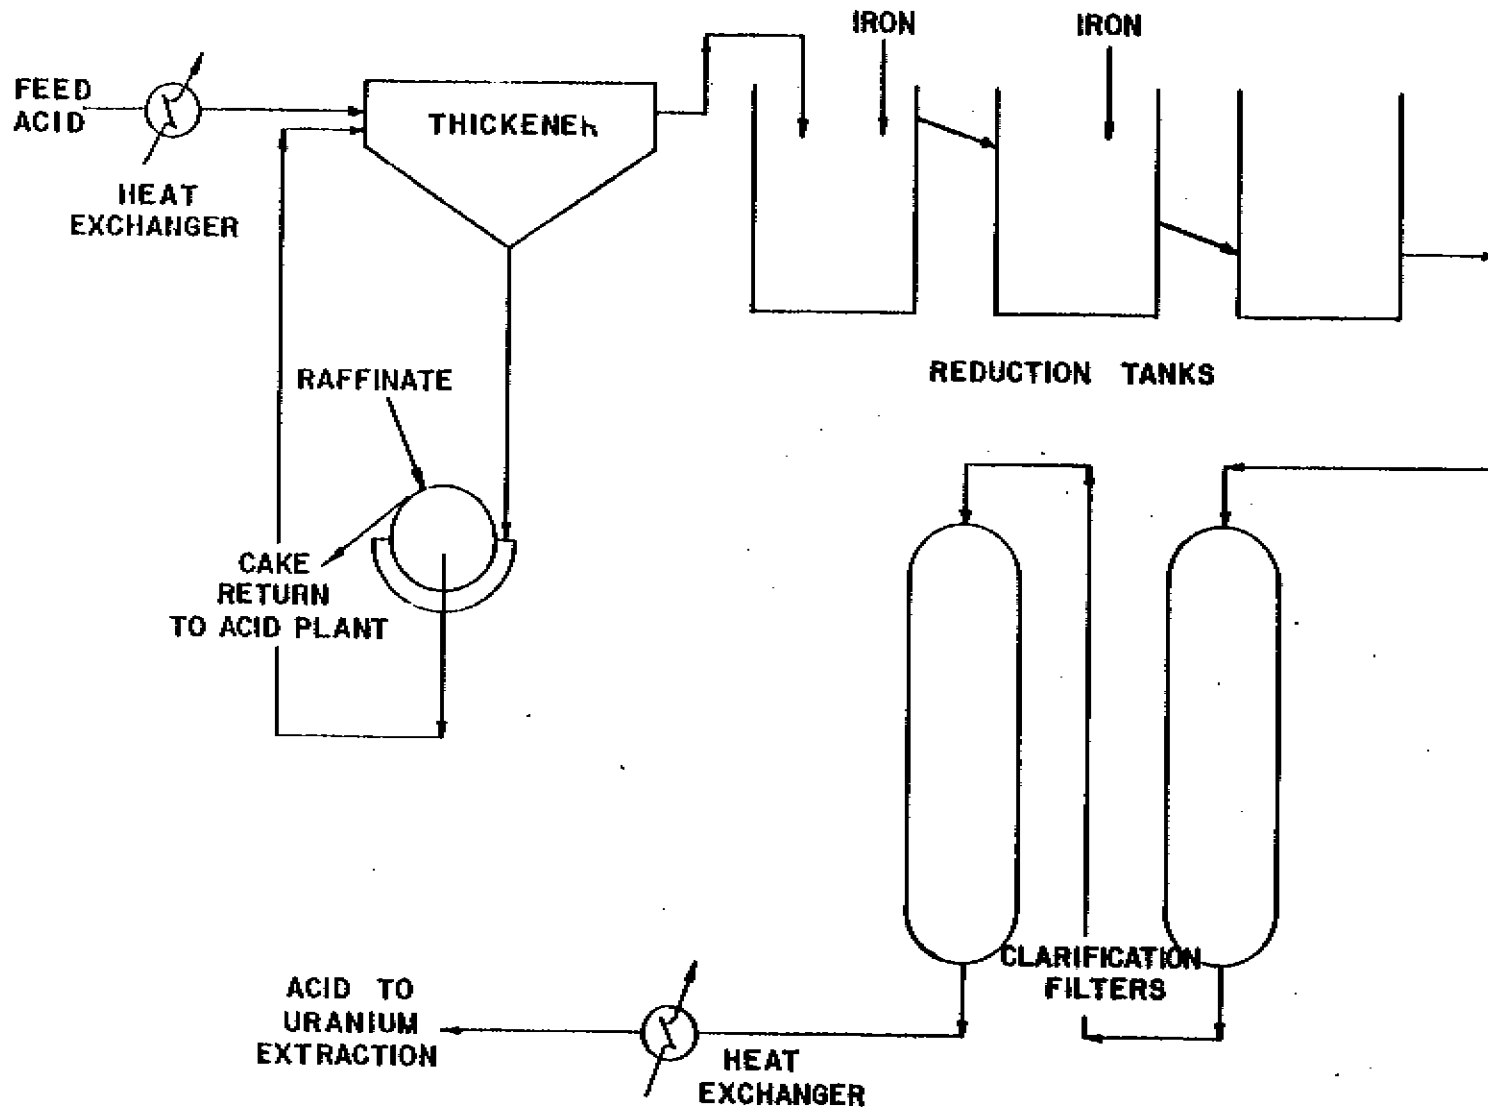 IRON
IRON
FEED
ACID
THICKENER
HEAT
EXCHANGER
REDUCTION TANKS
RAFFINATE
CAKE
RETURN
TO ACID PLANT
CLARIFICATION
FILTERS
ACID TO
URANIUM
EXTRACTION
HEAT
EXCHANGER